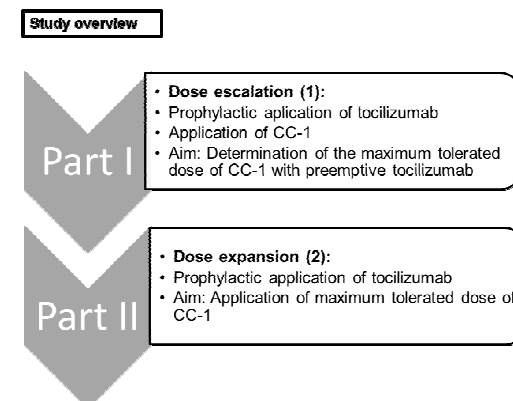 Study overview
Part I
• Dose escalation (1):
• Prophylactic aplication of tocilizumab
• Application of CC-1
• Aim: Determination of the maximum tolerated
dose of CC-1 with preemptive tocilizumab
Part II
• Dose expansion (2):
• Prophylactic application of tocilizumab
• Aim: Application of maximum tolerated dose of
CC-1